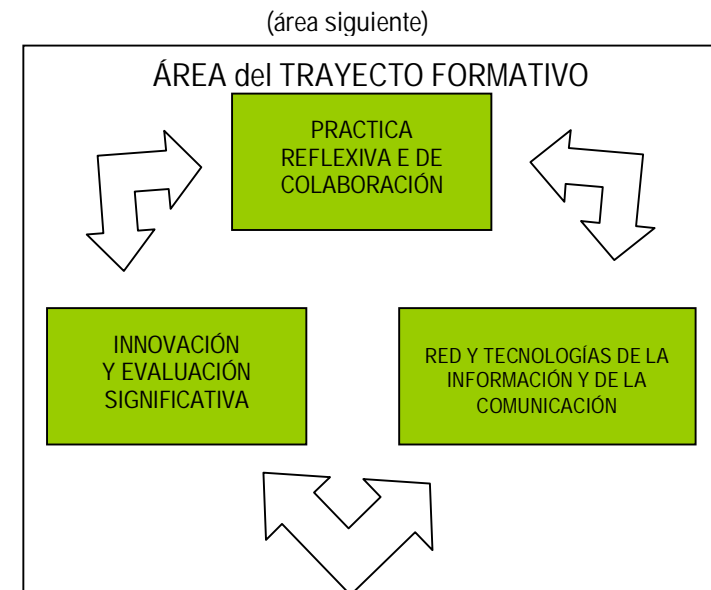 (área siguiente)
ÁREA del TRAYECTO FORMATIVO
PRACTICA
REFLEXIVA E DE
COLABORACIÓN
INNOVACIÓN
Y EVALUACIÓN
SIGNIFICATIVA
RED Y TECNOLOGÍAS DE LA
INFORMACIÓN Y DE LA
COMUNICACIÓN